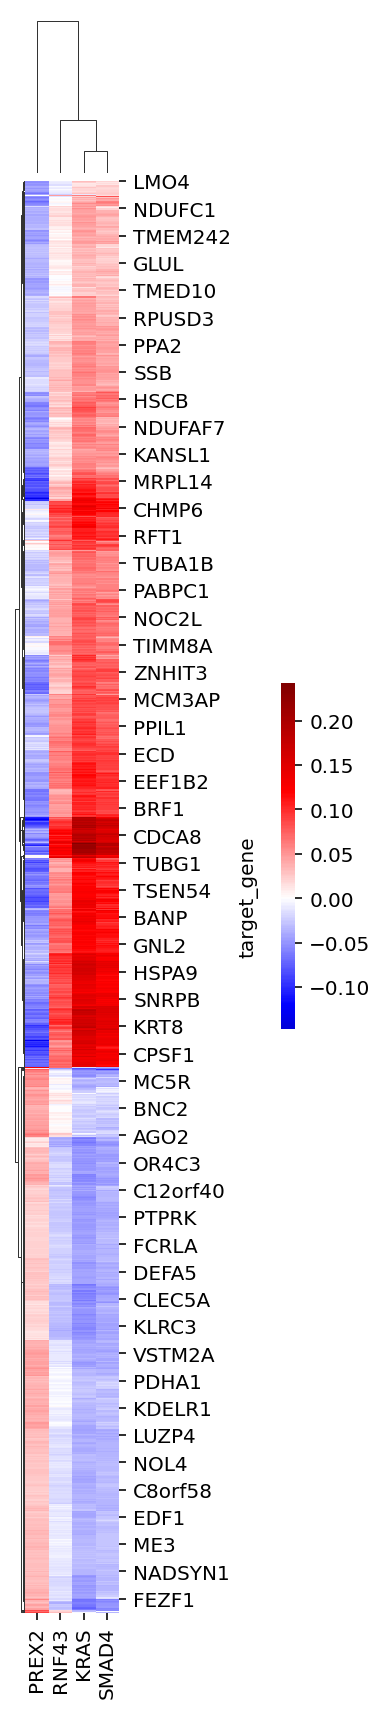 LMO4
NDUFC1
TMEM242
GLUL
TMED10
RPUSD3
PPA2
SSB
HSCB
NDUFAF7
KANSL1
MRPL14
CHMP6
RFT1
TUBA1B
PABPC1
NOC2L
TIMM8A
ZNHIT3
MCM3AP
PPIL1
ECD
EEF1B2
BRF1
CDCA8
TUBG1
TSEN54
BANP
GNL2
HSPA9
SNRPB
KRT8
CPSF1
MC5R
BNC2
AGO2
OR4C3
C12orf40
PTPRK
FCRLA
DEFA5
CLEC5A
KLRC3
VSTM2A
PDHA1
KDELR1
LUZP4
NOL4
C8orf58
EDF1
ME3
NADSYN1
FEZF1
PREX2
RNF43
KRAS
SMAD4
target_gene
0.20
0.15
0.10
0.05
0.00
−0.05
−0.10